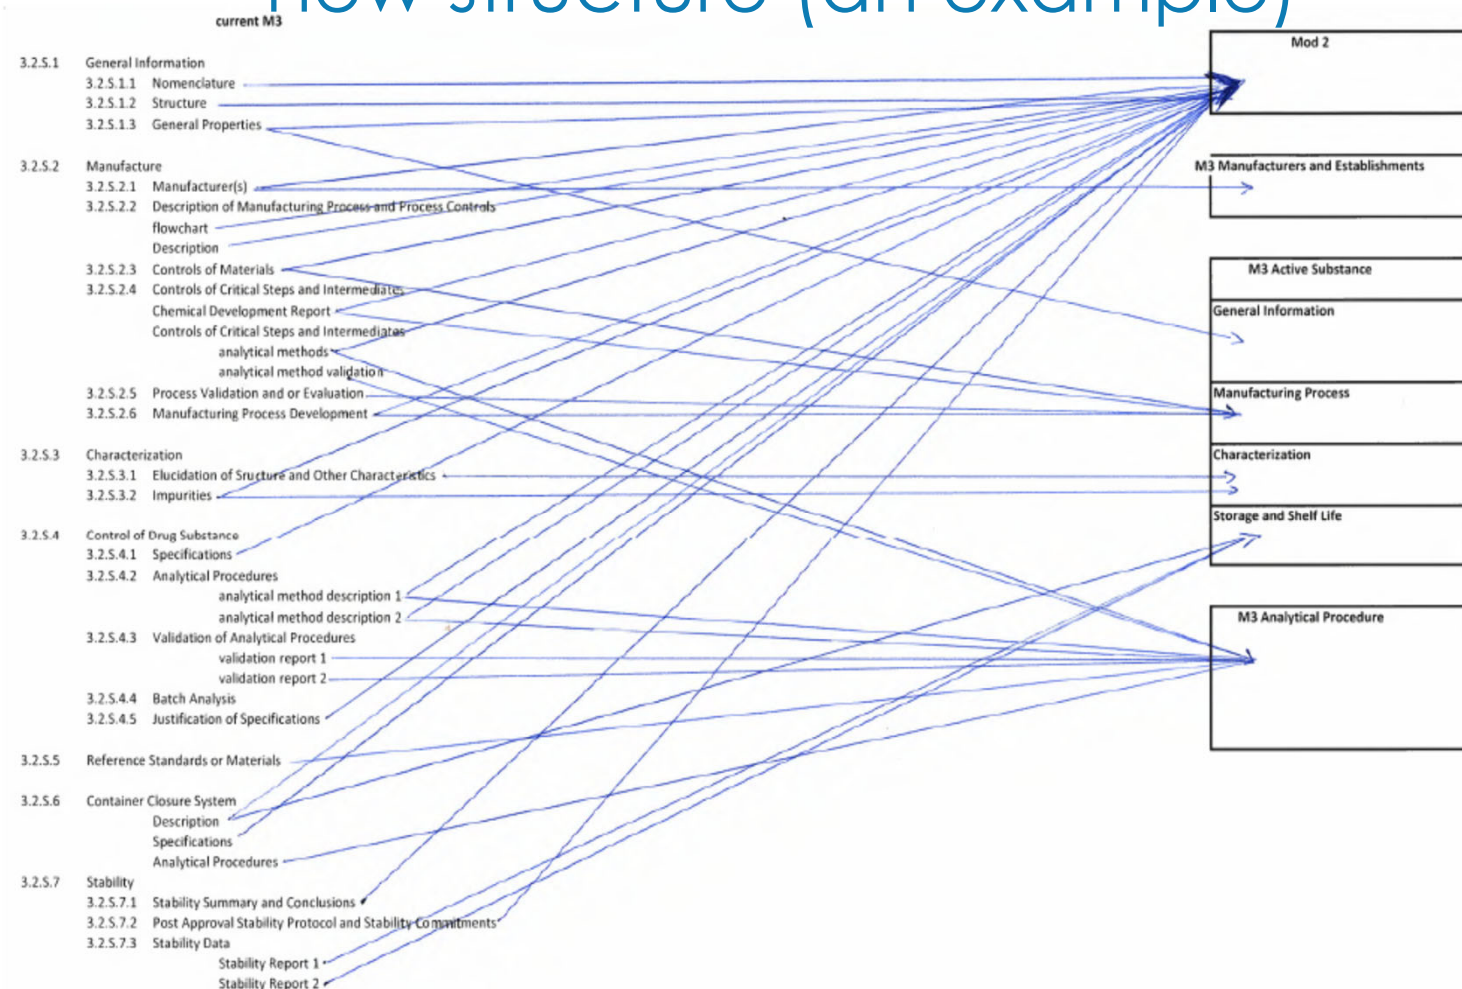 new structure (an example)
current M3
3.2.S.1 General Information
3.2.S.1.1 Nomenclature
3.2.S.1.2 Structure
3.2.S.1.3 General Properties
3.2.S.2 Manufacture
3.2.S.2.1 Manufacturer(s)
3.2.S.2.2 Description of Manufacturing Process and Process Controls
flowchart
Description
3.2.S.2.3 Controls of Materials
3.2.S.2.4 Controls of Critical Steps and Intermediates
Chemical Development Report
Controls of Critical Steps and Intermediates
analytical methods
analytical method validation
3.2.S.2.5 Process Validation and or Evaluation
3.2.S.2.6 Manufacturing Process Development
3.2.S.3 Characterization
3.2.S.3.1 Elucidation of Sructure and Other Characteristics
3.2.S.3.2 Impurities
3.2.S.4 Control of Drug Substance
3.2.S.4.1 Specifications
3.2.S.4.2 Analytical Procedures
analytical method description 1
analytical method description 2
3.2.S.4.3 Validation of Analytical Procedures
validation report 1
validation report 2
3.2.S.4.4 Batch Analysis
3.2.S.4.5 Justification of Specifications
3.2.S.5 Reference Standards or Materials
3.2.S.6 Container Closure System
Description
Specifications
Analytical Procedures
3.2.S.7 Stability
3.2.S.7.1 Stability Summary and Conclusions
3.2.S.7.2 Post Approval Stability Protocol and Stability Commitments
3.2.S.7.3 Stability Data
Stability Report 1
Stability Report 2
Mod 2
M3 Manufacturers and Establishments
M3 Active Substance
General Information
Manufacturing Process
Characterization
Storage and Shelf Life
M3 Analytical Procedure